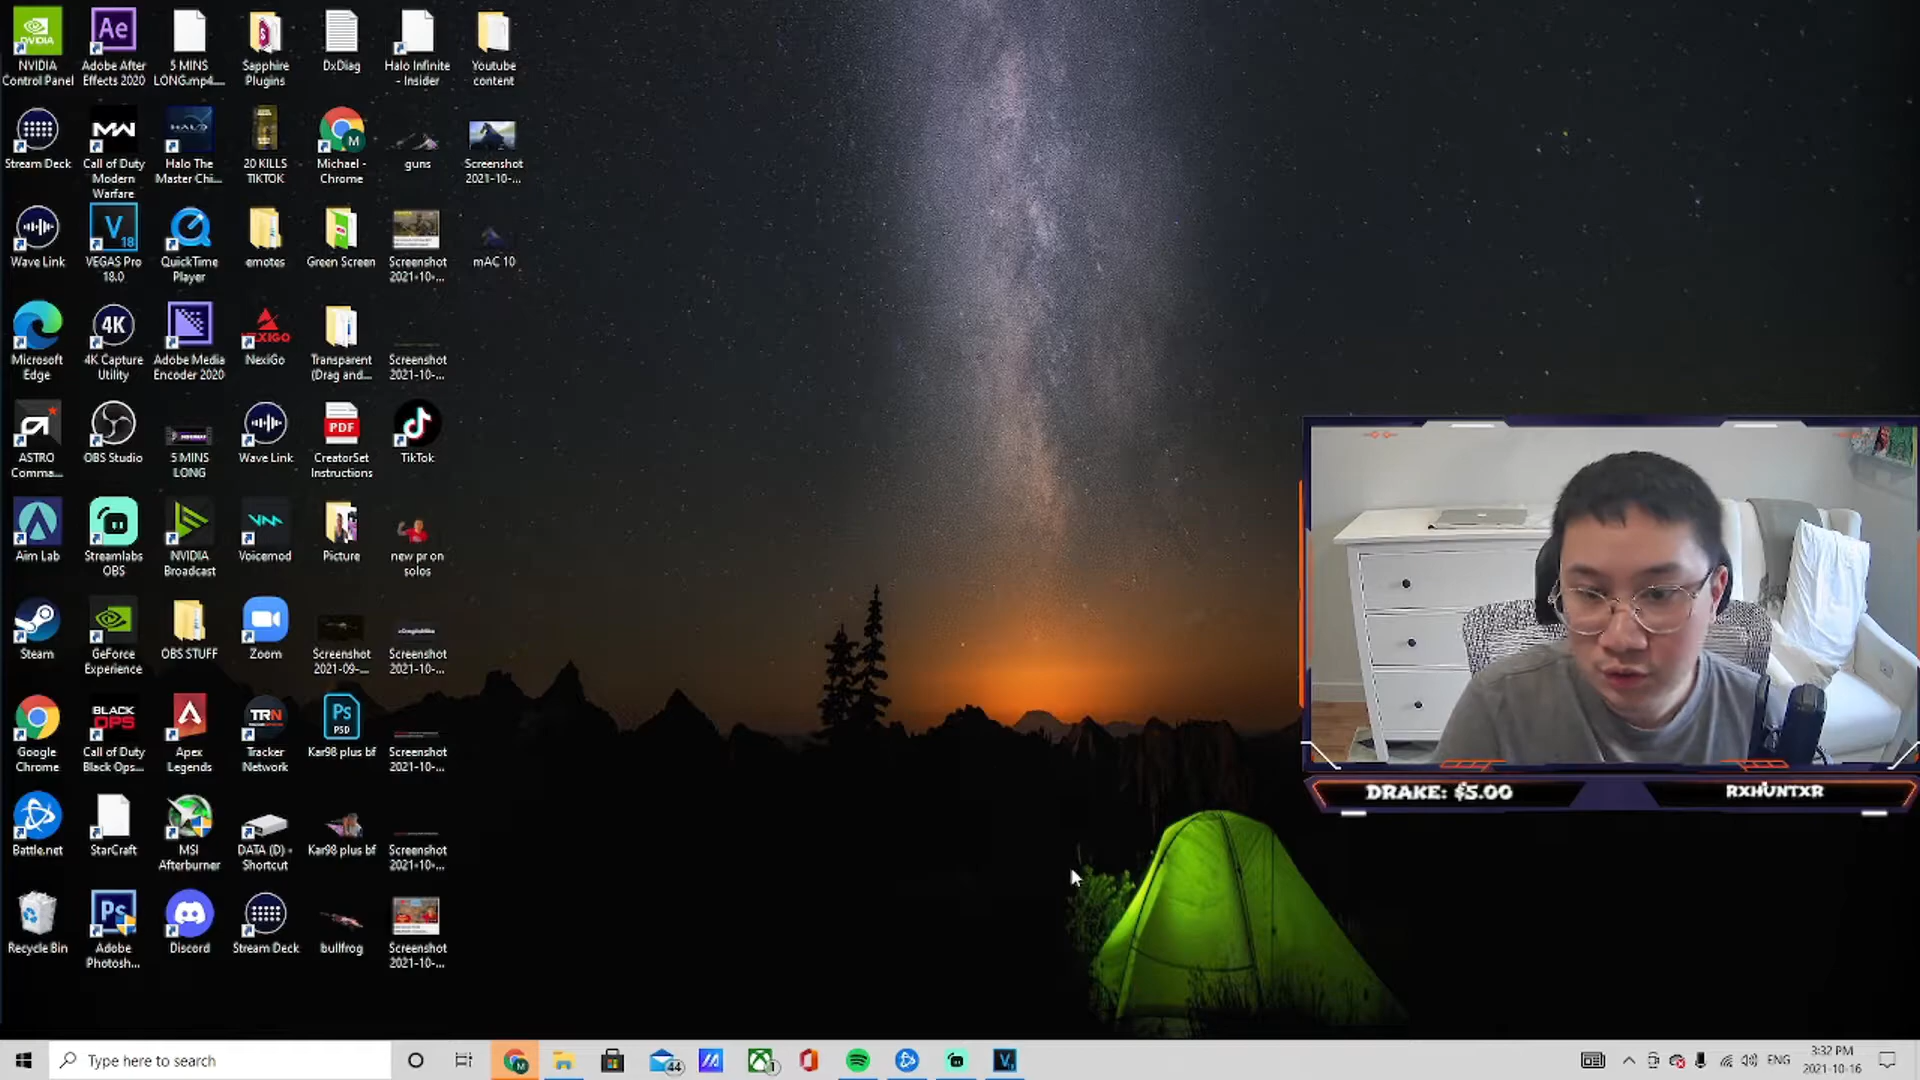 NVIDIA
Control Panel
Adobe After
Effects 2020
5 MINS
LONG.mp4....
Sapphire
Plugins
DxDiag
Halo Infinite
- Insider
Youtube
content
Stream Deck
Call of Duty
Modern
Warfare
Halo The
Master Chi...
20 KILLS
TIKTOK
Michael -
Chrome
guns
Screenshot
2021-10-...
Wave Link
VEGAS Pro
18.0
QuickTime
Player
emotes
Green Screen
Screenshot
2021-10-...
mAC 10
Microsoft
Edge
4K Capture
Utility
Adobe Media
Encoder 2020
NexiGo
Transparent
(Drag and...
Screenshot
2021-10-...
ASTRO
Comma...
OBS Studio
5 MINS
LONG
Wave Link
CreatorSet
Instructions
TikTok
Aim Lab
Streamlabs
OBS
NVIDIA
Broadcast
Voicemod
Picture
new pr on
solos
Steam
GeForce
Experience
OBS STUFF
Zoom
Screenshot
2021-09-...
Screenshot
2021-10-...
Google
Chrome
Call of Duty
Black Ops...
Apex
Legends
Tracker
Network
Kar98 plus bf
Screenshot
2021-10-...
Battle.net
StarCraft
MSI
Afterburner
DATA (D) -
Shortcut
Kar98 plus bf
Screenshot
2021-10-...
Recycle Bin
Adobe
Photosh...
Discord
Stream Deck
bullfrog
Screenshot
2021-10-...
DRAKE: $5.00
RXHUNTXR
Type here to search
44
1
ENG
3:32 PM
2021-10-16